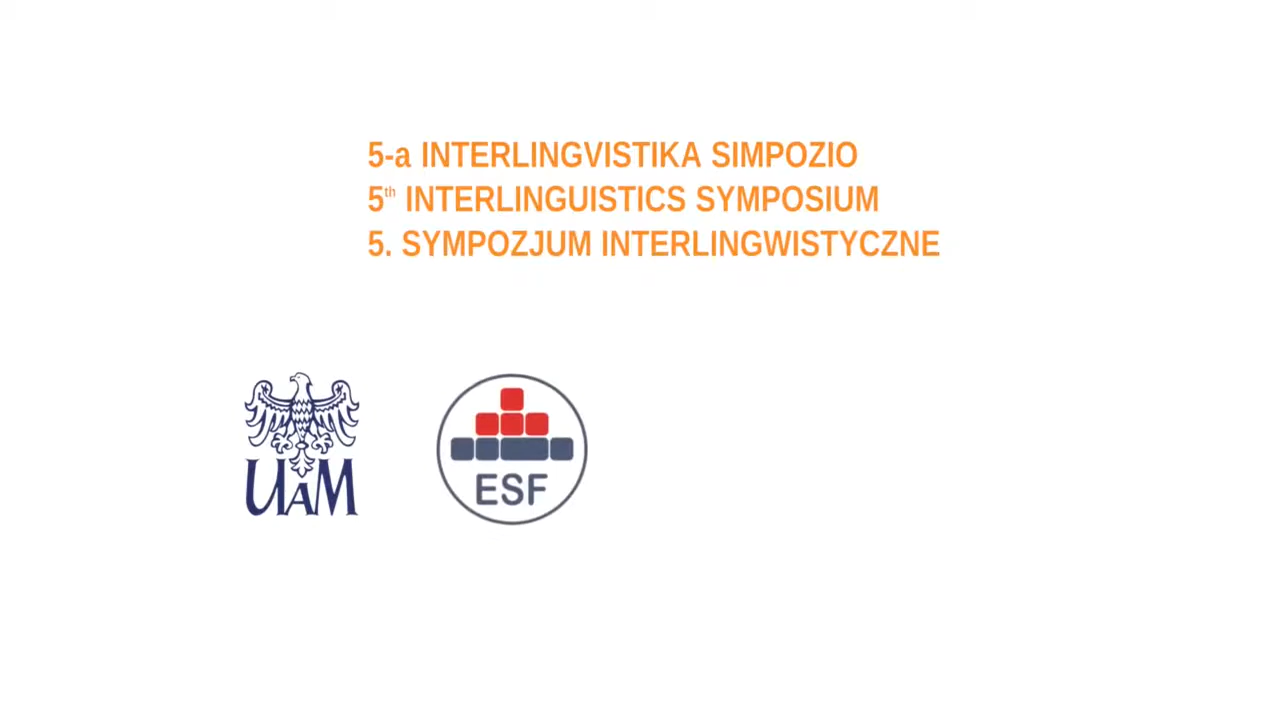 5-a INTERLINGVISTIKA SIMPOZIO
5th INTERLINGUISTICS SYMPOSIUM
5. SYMPOZJUM INTERLINGWISTYCZNE
UAM
ESF